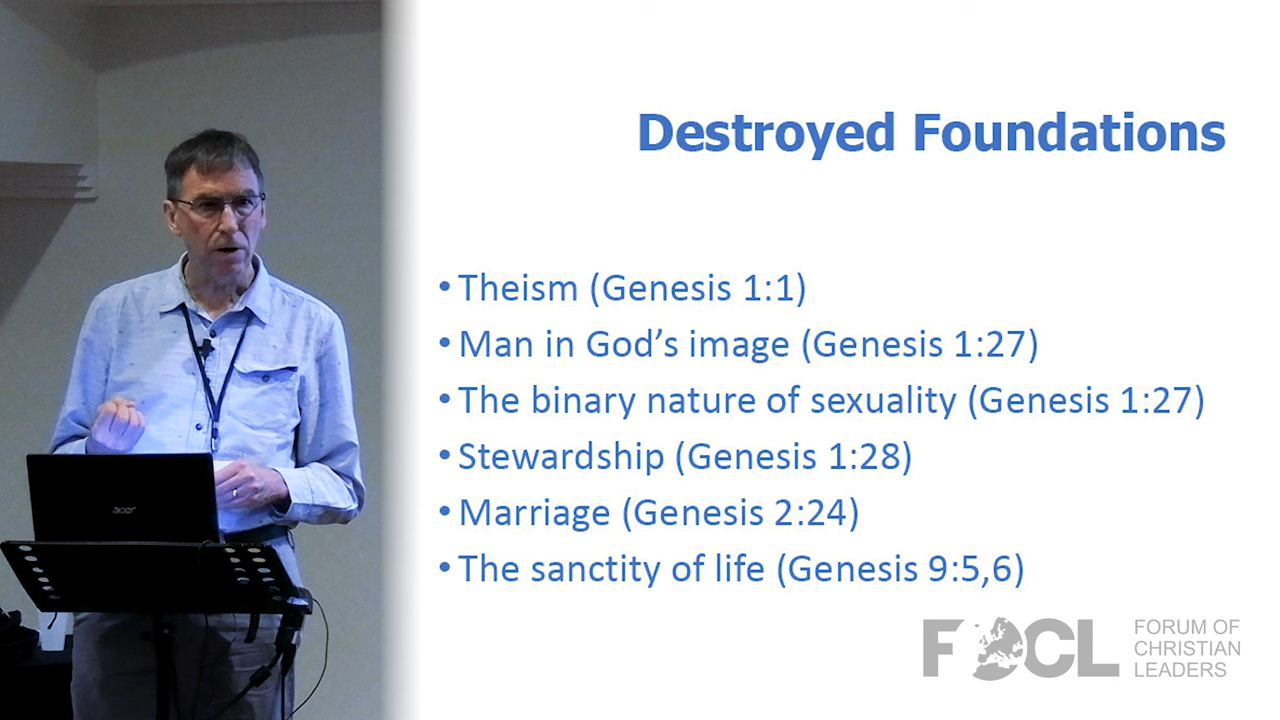 Destroyed Foundations
• Theism (Genesis 1:1)
• Man in God’s image (Genesis 1:27)
• The binary nature of sexuality (Genesis 1:27)
• Stewardship (Genesis 1:28)
• Marriage (Genesis 2:24)
• The sanctity of life (Genesis 9:5,6)
FOCL
FORUM OF
CHRISTIAN
LEADERS
acer